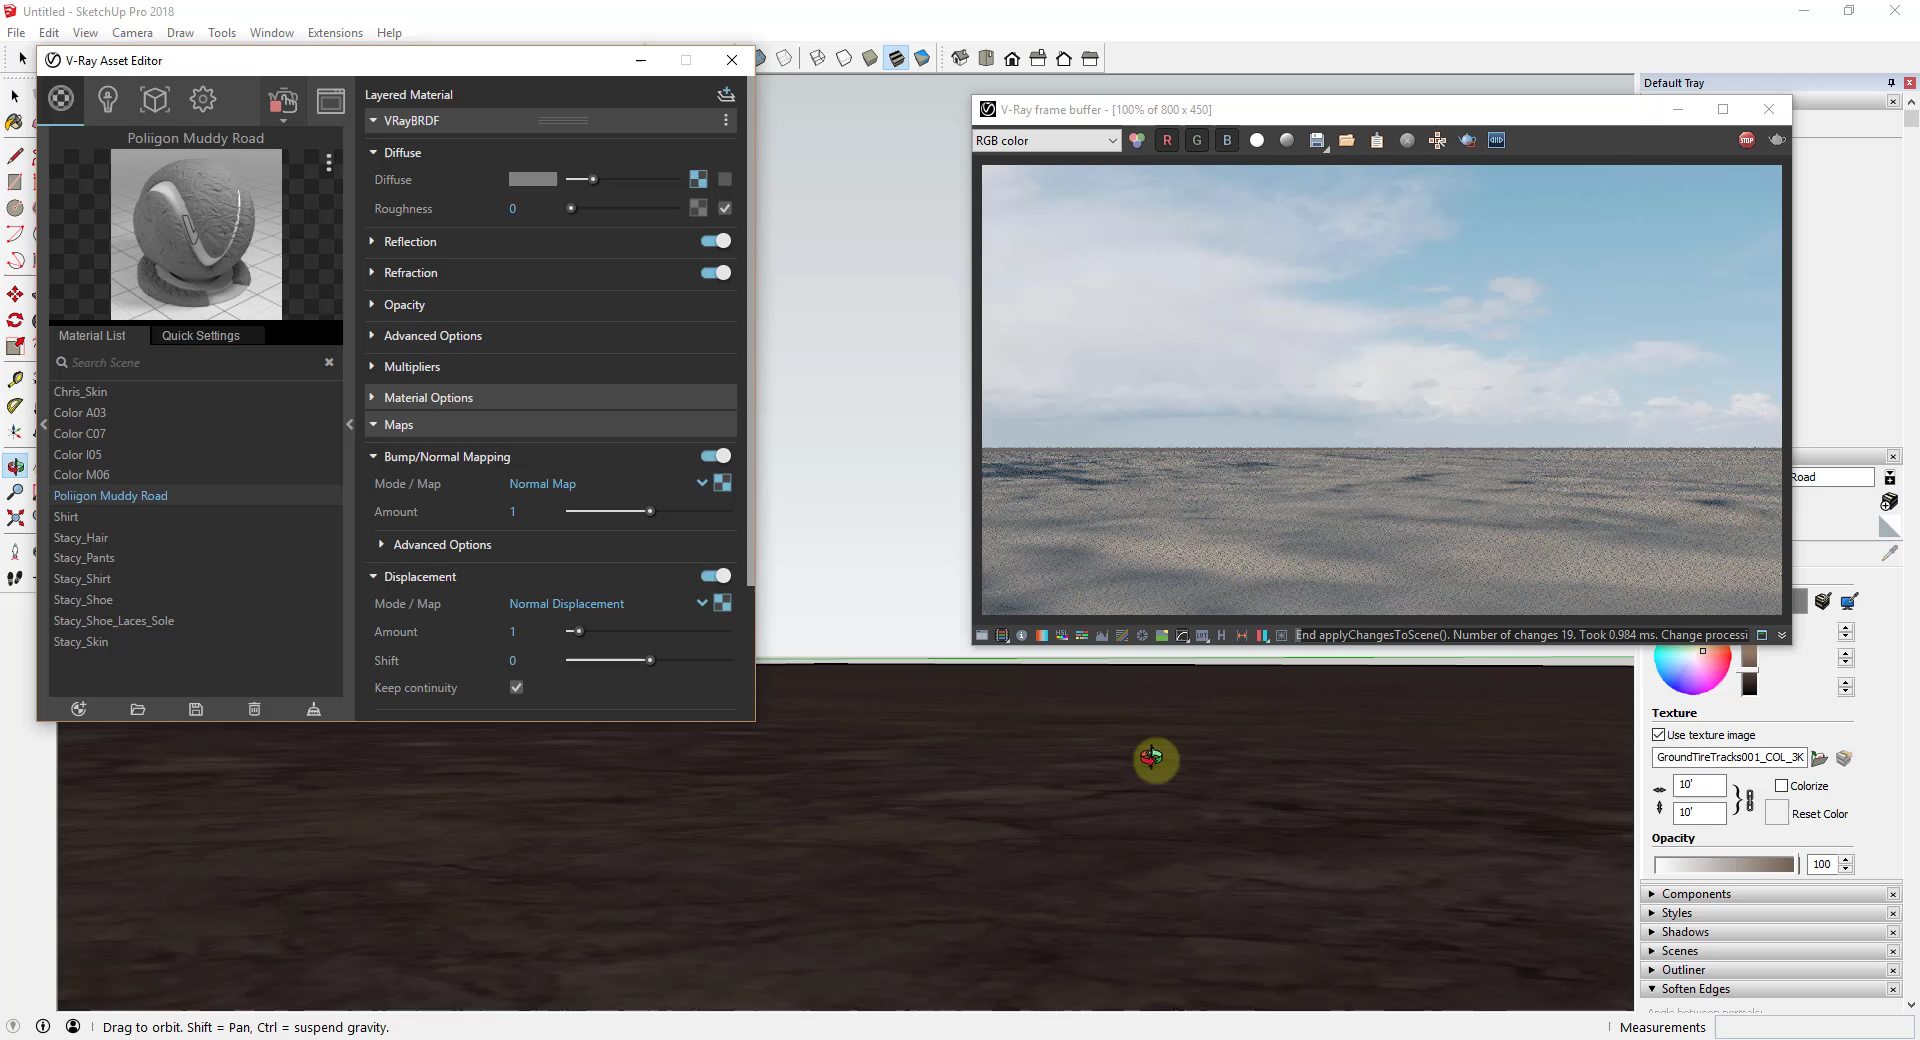 Untitled - SketchUp Pro 2018
File Edit View Camera Draw Tools Window Extensions Help
V-Ray Asset Editor
Poliigon Muddy Road
Material List
Quick Settings
Search Scene
Chris_Skin
Color A03
Color C07
Color I05
Color M06
Poliigon Muddy Road
Shirt
Stacy_Hair
Stacy_Pants
Stacy_Shirt
Stacy_Shoe
Stacy_Shoe_Laces_Sole
Stacy_Skin
Layered Material
VRayBRDF
Diffuse
Diffuse
Roughness 0
Reflection
Refraction
Opacity
Advanced Options
Multipliers
Material Options
Maps
Bump/Normal Mapping
Mode / Map Normal Map
Amount 1
Advanced Options
Displacement
Mode / Map Normal Displacement
Amount 1
Shift 0
Keep continuity
V-Ray frame buffer - [100% of 800 x 450]
RGB color
R G B
STOP
H
End applyChangesToScene(). Number of changes 19. Took 0.984 ms. Change processi
Default Tray
Road
Texture
Use texture image
GroundTireTracks001_COL_3K
10'
Colorize
10'
Reset Color
Opacity
100
Components
Styles
Shadows
Scenes
Outliner
Soften Edges
Drag to orbit. Shift = Pan, Ctrl = suspend gravity.
Measurements